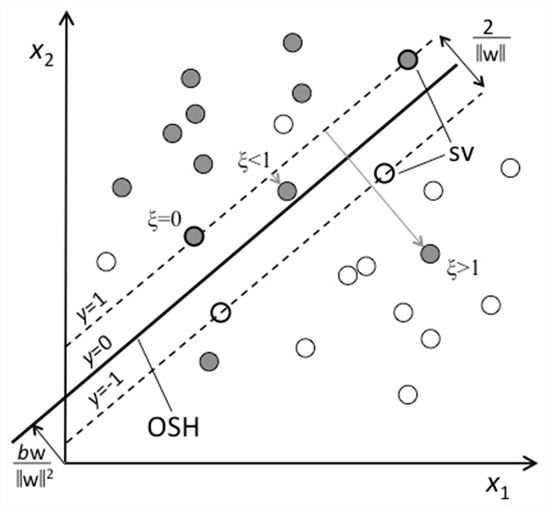 x₂
2
‖w‖
SV
ξ<1
ξ=0
ξ>1
y=1
y=0
y=-1
OSH
bw
‖w‖²
x₁